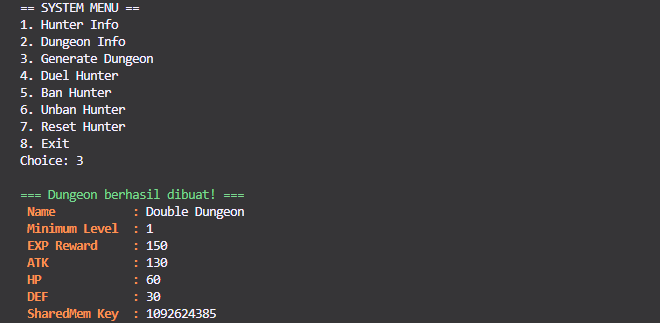 == SYSTEM MENU ==
1. Hunter Info
2. Dungeon Info
3. Generate Dungeon
4. Duel Hunter
5. Ban Hunter
6. Unban Hunter
7. Reset Hunter
8. Exit
Choice: 3
=== Dungeon berhasil dibuat! ===
Name : Double Dungeon
Minimum Level : 1
EXP Reward : 150
ATK : 130
HP : 60
DEF : 30
SharedMem Key : 1092624385